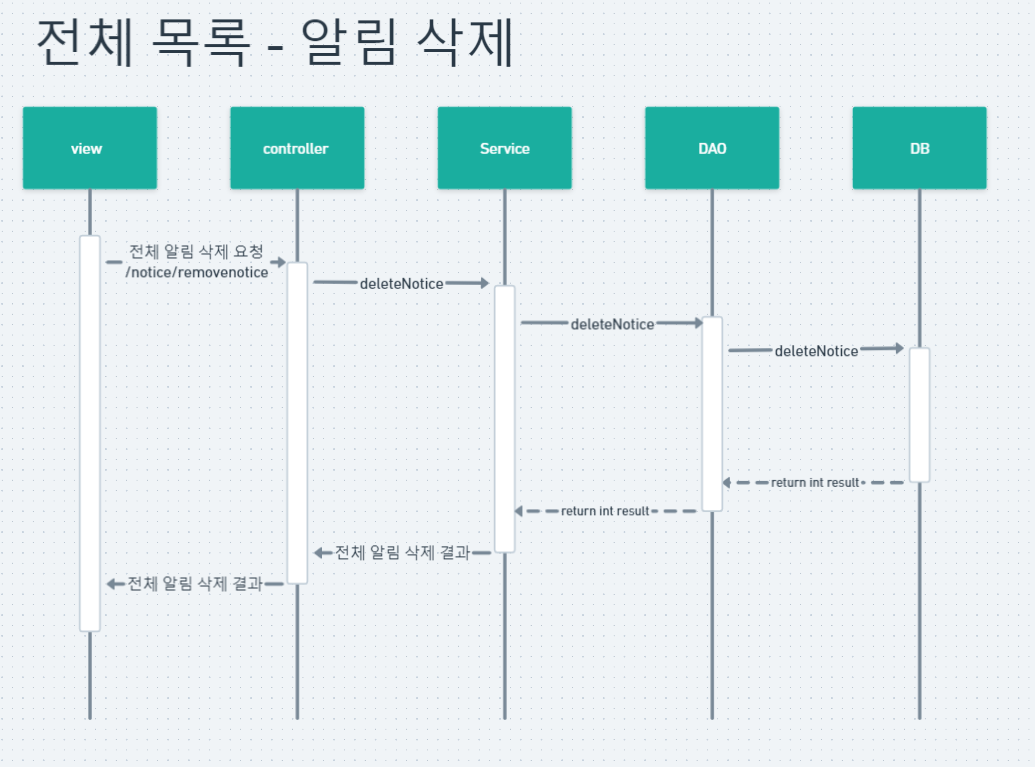 전체 목록 - 알림 삭제
view
controller
Service
DAO
DB
전체 알림 삭제 요청
/notice/removenotice
deleteNotice
deleteNotice
deleteNotice
return int result
return int result
전체 알림 삭제 결과
전체 알림 삭제 결과